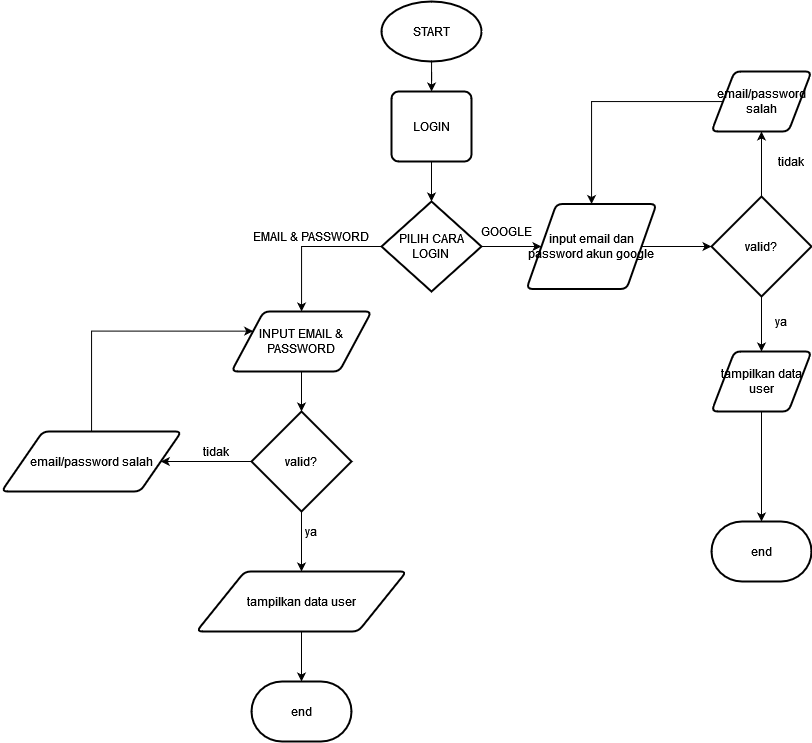 START
LOGIN
PILIH CARA
LOGIN
EMAIL & PASSWORD
GOOGLE
input email dan
password akun google
valid?
tidak
email/password
salah
ya
tampilkan data
user
end
INPUT EMAIL &
PASSWORD
valid?
tidak
email/password salah
ya
tampilkan data user
end